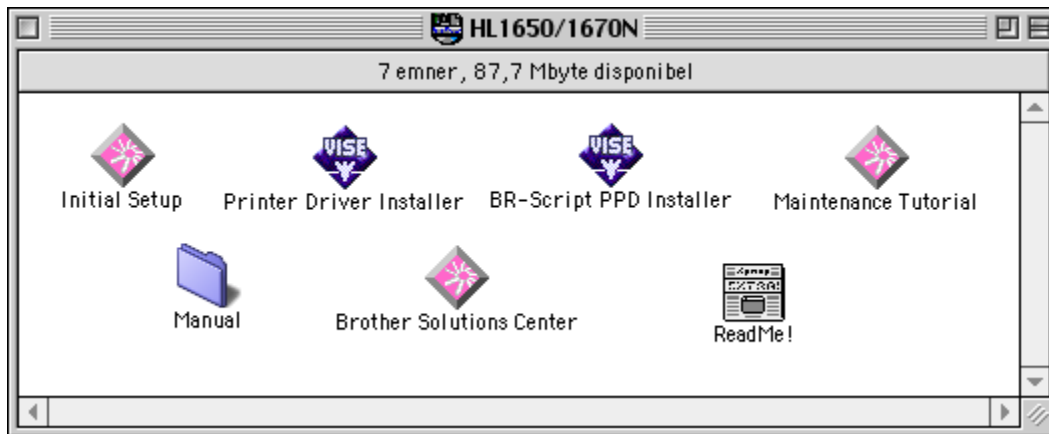 HL1650/1670N
7 emner, 87,7 Mbyte disponibel
VISE
VISE
Initial Setup
Printer Driver Installer
BR-Script PPD Installer
Maintenance Tutorial
Manual
Brother Solutions Center
ReadMe!